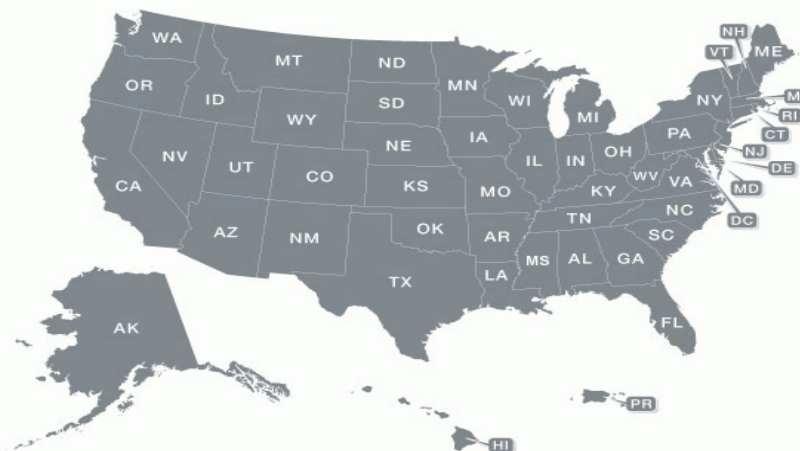 NH
WA
ME
VT
MT
ND
OR
MN
ID
SD
WI
NY
M
MI
RI
WY
PA
CT
IA
NE
OH
NJ
NV
UT
IL
IN
DE
CO
WV
CA
KS
MO
KY
VA
MD
NC
TN
DC
AZ
NM
OK
AR
SC
MS
AL
GA
LA
TX
FL
AK
PR
HI